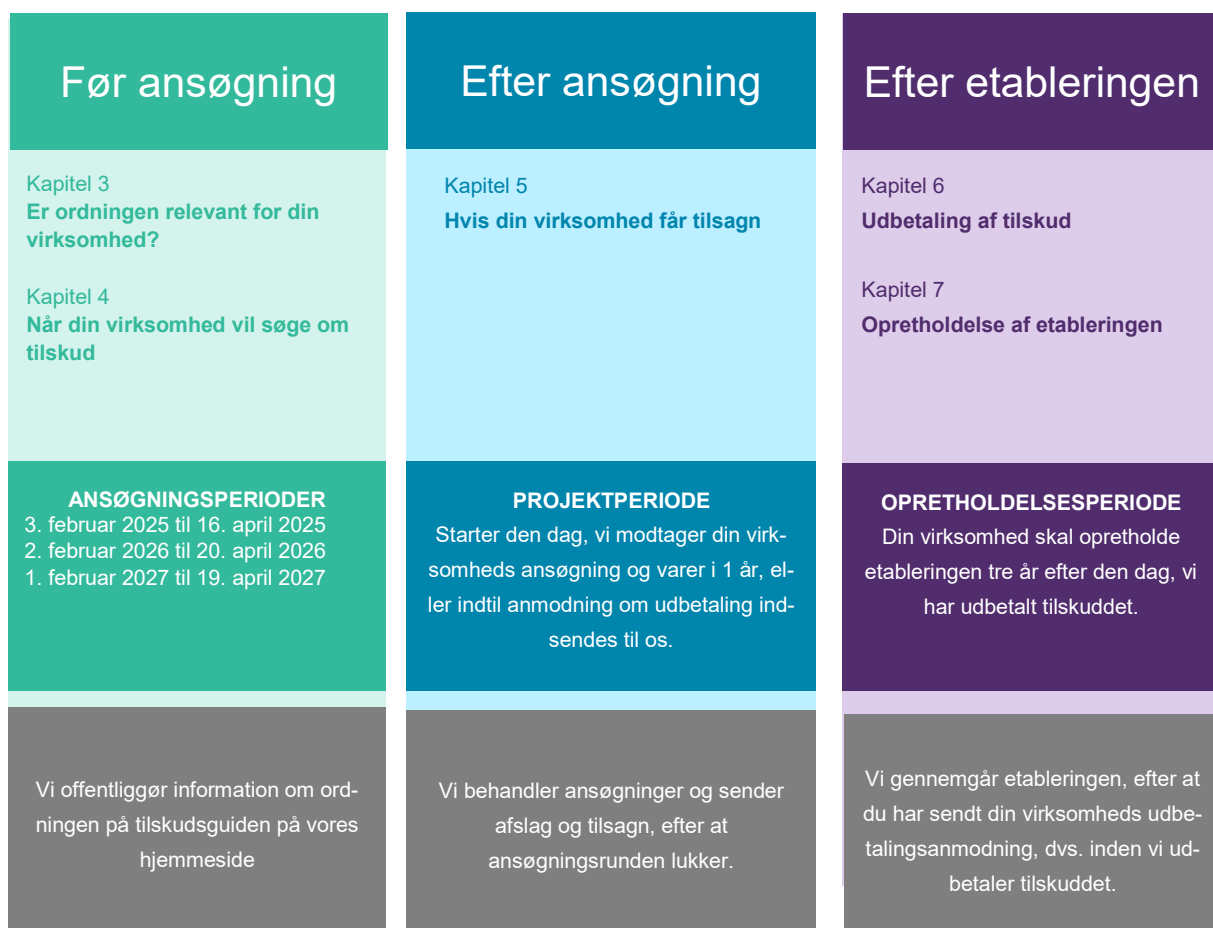 Før ansøgning
Kapitel 3
Er ordningen relevant for din
virksomhed?
Kapitel 4
Når din virksomhed vil søge om
tilskud
ANSØGNINGSPERIODER
3. februar 2025 til 16. april 2025
2. februar 2026 til 20. april 2026
1. februar 2027 til 19. april 2027
Vi offentliggør information om ord-
ningen på tilskudsguiden på vores
hjemmeside
Efter ansøgning
Kapitel 5
Hvis din virksomhed får tilsagn
PROJEKTPERIODE
Starter den dag, vi modtager din virk-
somheds ansøgning og varer i 1 år, el-
ler indtil anmodning om udbetaling ind-
sendes til os.
Vi behandler ansøgninger og sender
afslag og tilsagn, efter at
ansøgningsrunden lukker.
Efter etableringen
Kapitel 6
Udbetaling af tilskud
Kapitel 7
Opretholdelse af etableringen
OPRETHOLDELSESPERIODE
Din virksomhed skal opretholde
etableringen tre år efter den dag, vi
har udbetalt tilskuddet.
Vi gennemgår etableringen, efter at
du har sendt din virksomheds udbe-
talingsanmodning, dvs. inden vi ud-
betaler tilskuddet.